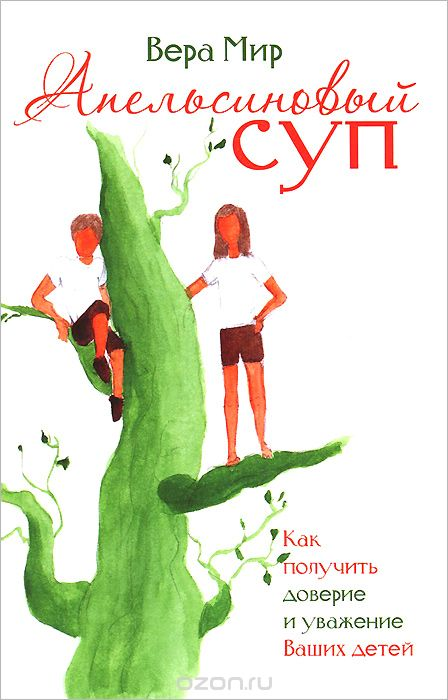 Вера Мир
Апельсиновый
суп
Как
получить
доверие
и уважение
Ваших детей
ozon.ru